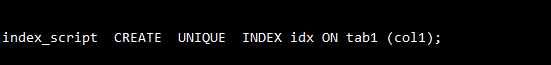 index_script  CREATE  UNIQUE  INDEX idx ON tab1 (col1);